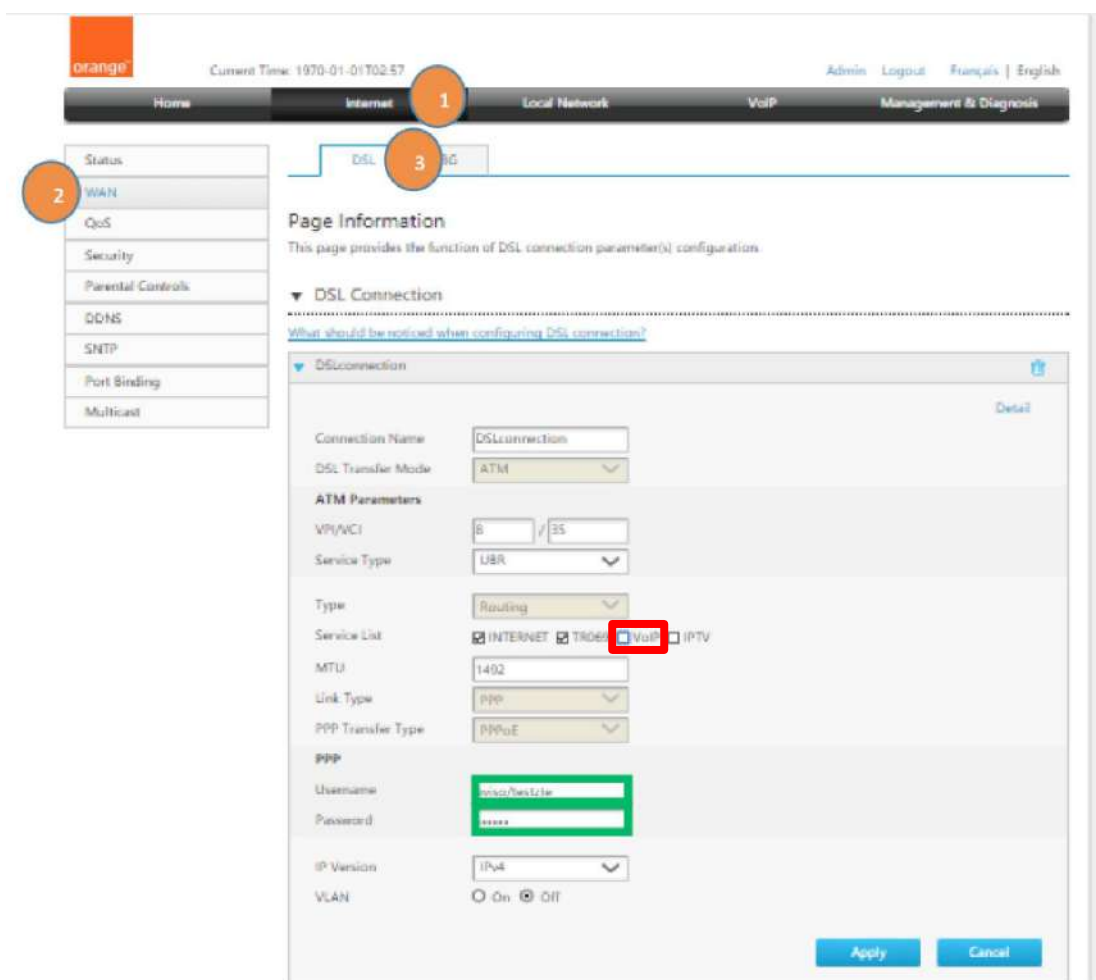 orange™
Current Time: 1970-01-01T02:57
Admin Logout Français | English
Home Internet 1 Local Network VoIP Management & Diagnosis
DSL 3 3G
Status
2 WAN
QoS
Security
Parental Controls
DDNS
SNTP
Port Binding
Multicast
Page Information
This page provides the function of DSL connection parameter(s) configuration.
▼ DSL Connection
What should be noticed when configuring DSL connection?
▼ DSLconnection
Detail
Connection Name DSLconnection
DSL Transfer Mode ATM
ATM Parameters
VPI/VCI 8 / 35
Service Type UBR
Type Routing
Service List INTERNET TR069 VoIP IPTV
MTU 1492
Link Type PPP
PPP Transfer Type PPPoE
PPP
Username
Password •••••
IP Version IPv4
VLAN On Off
Apply Cancel